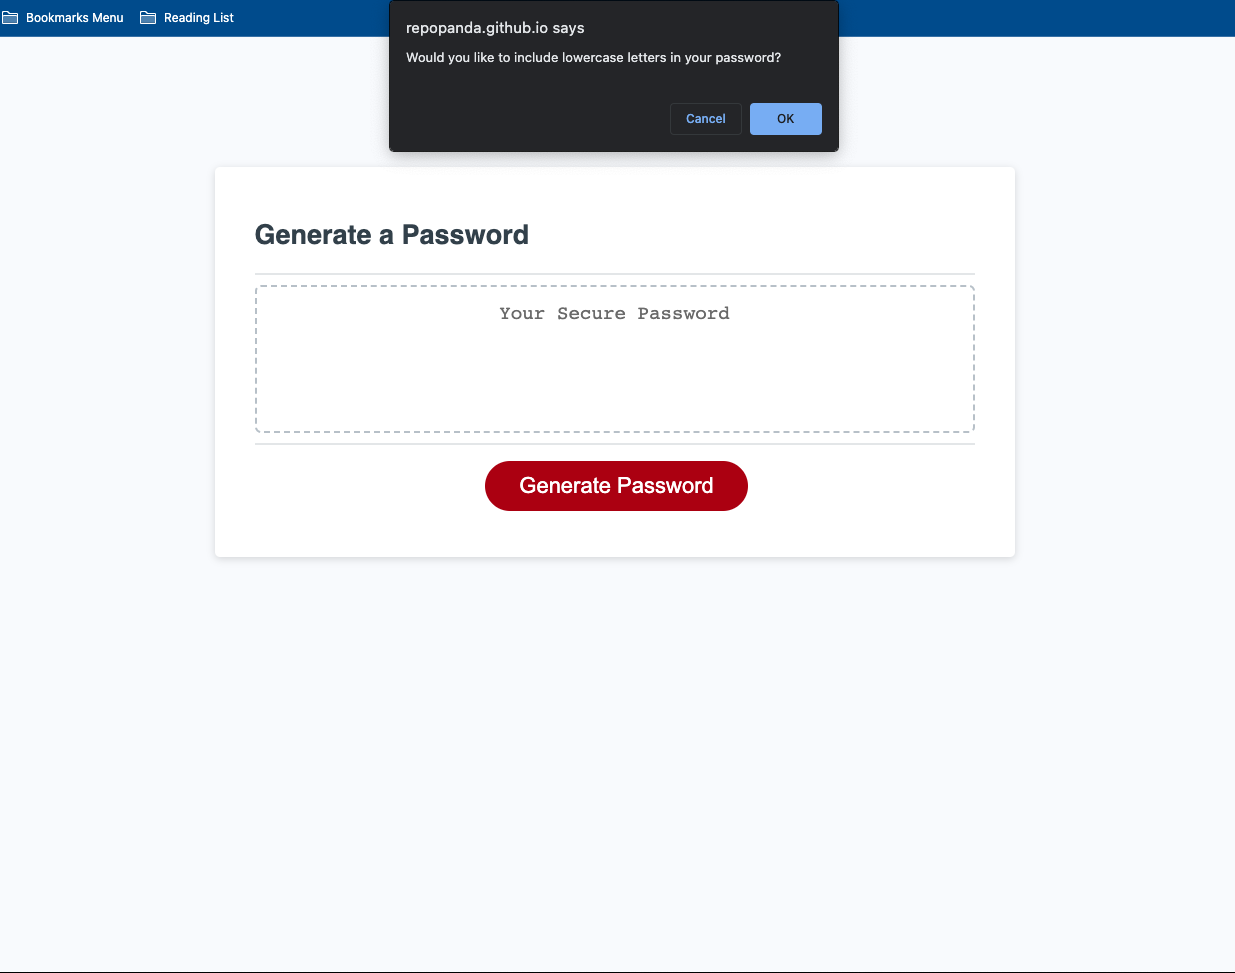 Bookmarks Menu Reading List
repopanda.github.io says
Would you like to include lowercase letters in your password?
Cancel OK
Generate a Password
Your Secure Password
Generate Password